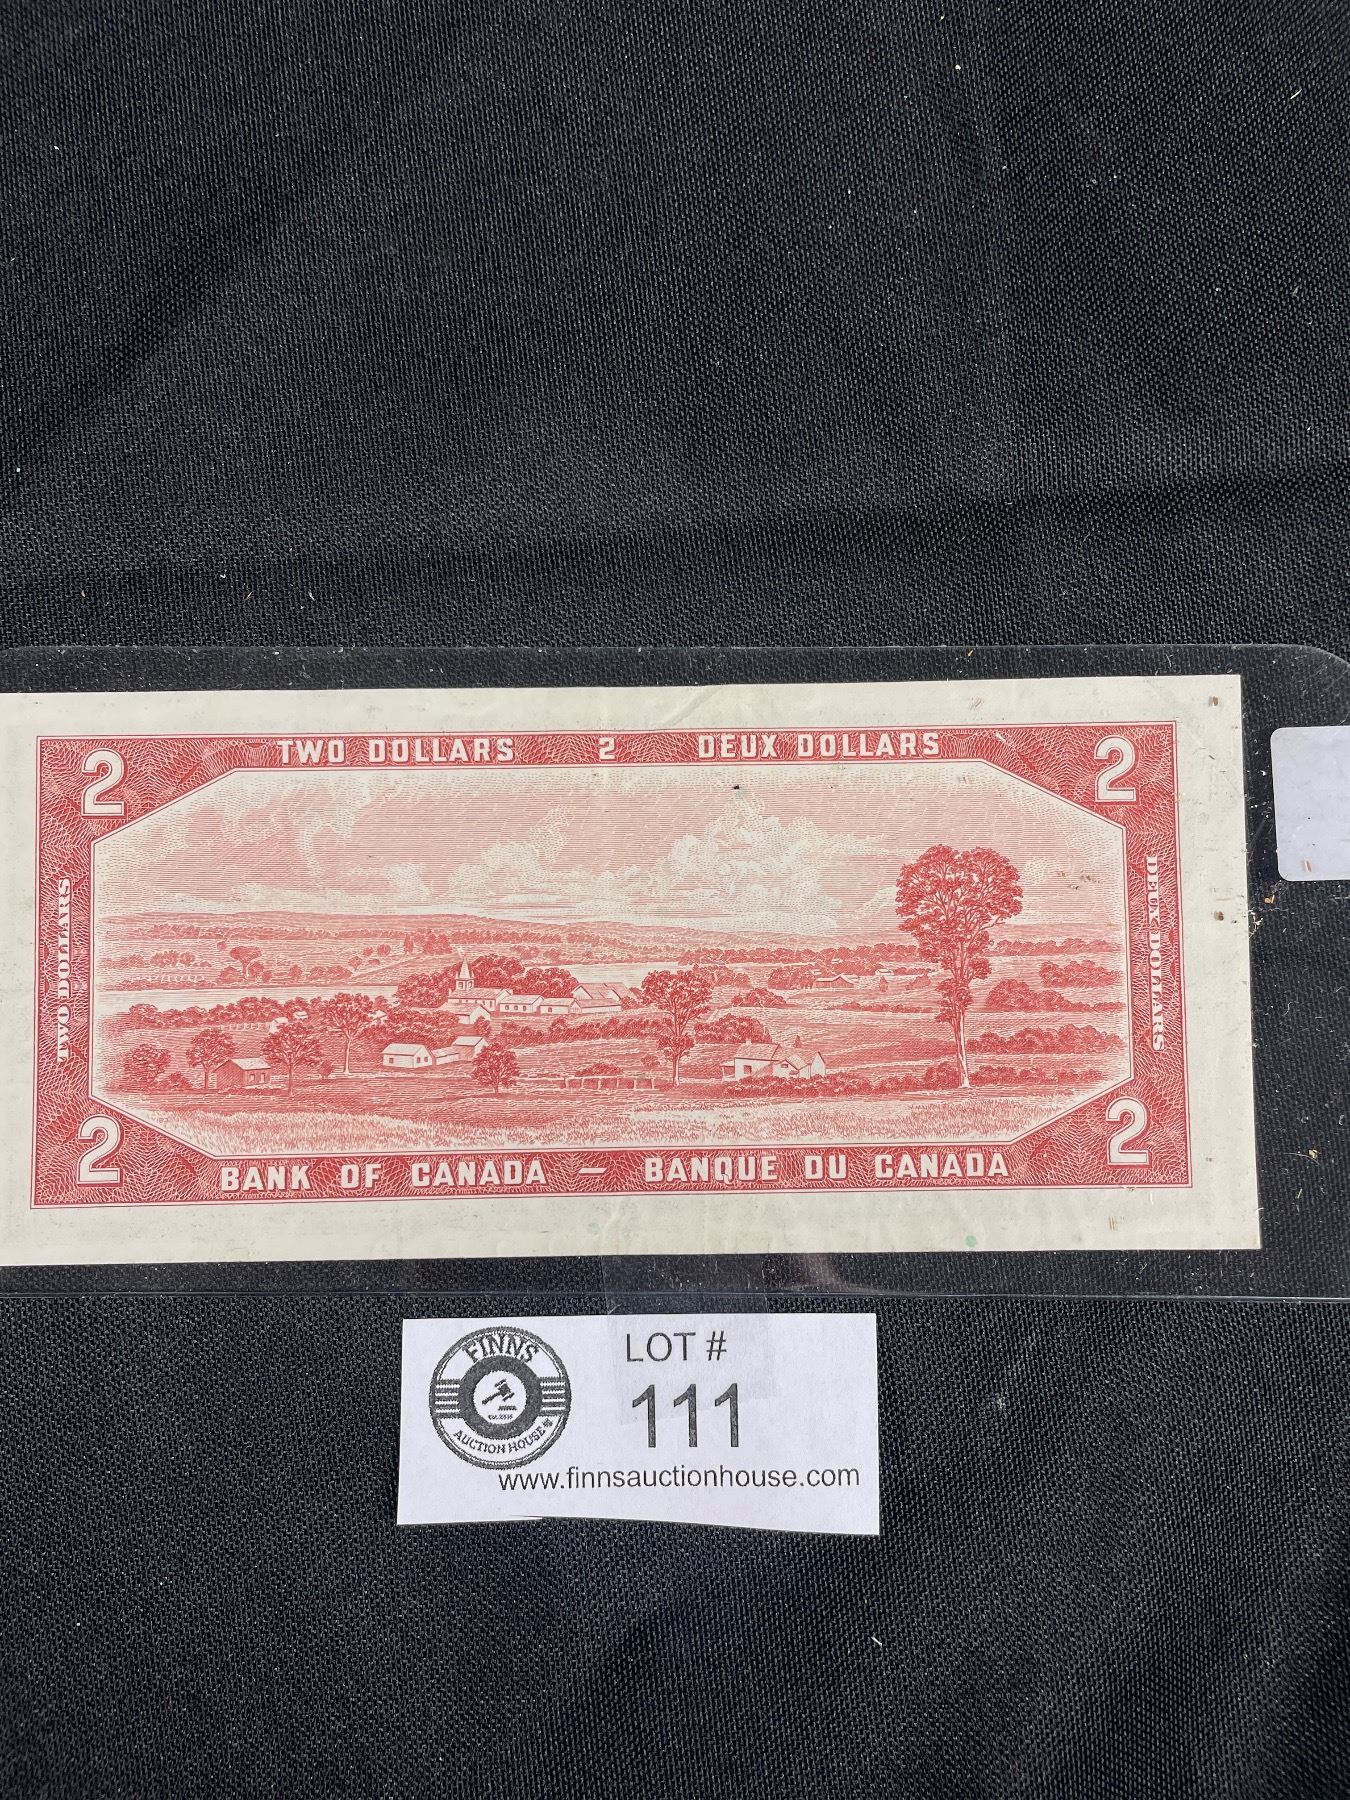 TWO DOLLARS 2 DEUX DOLLARS
2 2
TWO DOLLARS
DEUX DOLLARS
2 2
BANK OF CANADA – BANQUE DU CANADA
FINNS
AUCTION HOUSE
LOT #
111
www.finnsauctionhouse.com